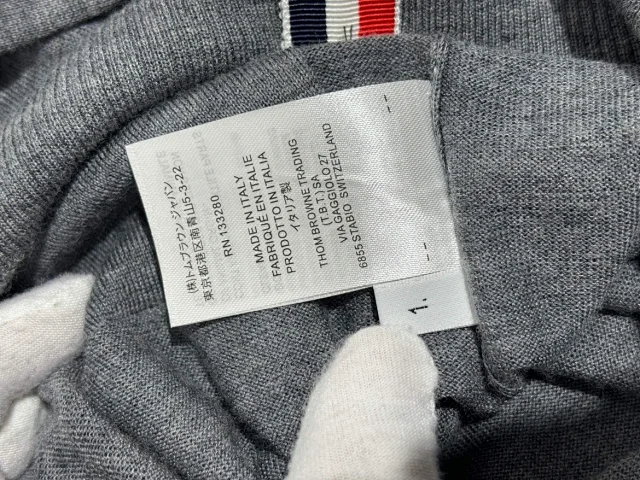 (株)トムブラウン ジャパン
東京都港区南青山5-3-22
RN 133280
MADE IN ITALY
FABRIQUÉ EN ITALIE
PRODOTTO IN ITALIA
イタリア製
THOM BROWNE TRADING
(T.B.T.) SA
VIA GAGGIOLO 27
6855 STABIO SWITZERLAND
1.